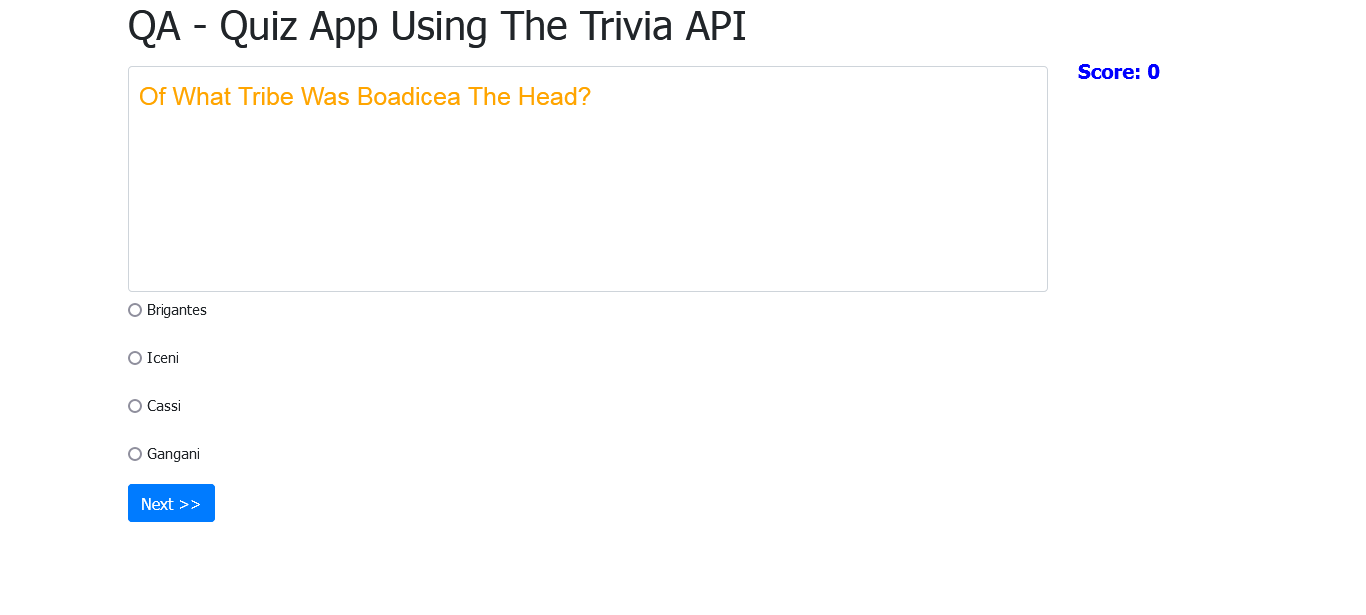 QA - Quiz App Using The Trivia API
Score: 0
Of What Tribe Was Boadicea The Head?
Brigantes
Iceni
Cassi
Gangani
Next >>